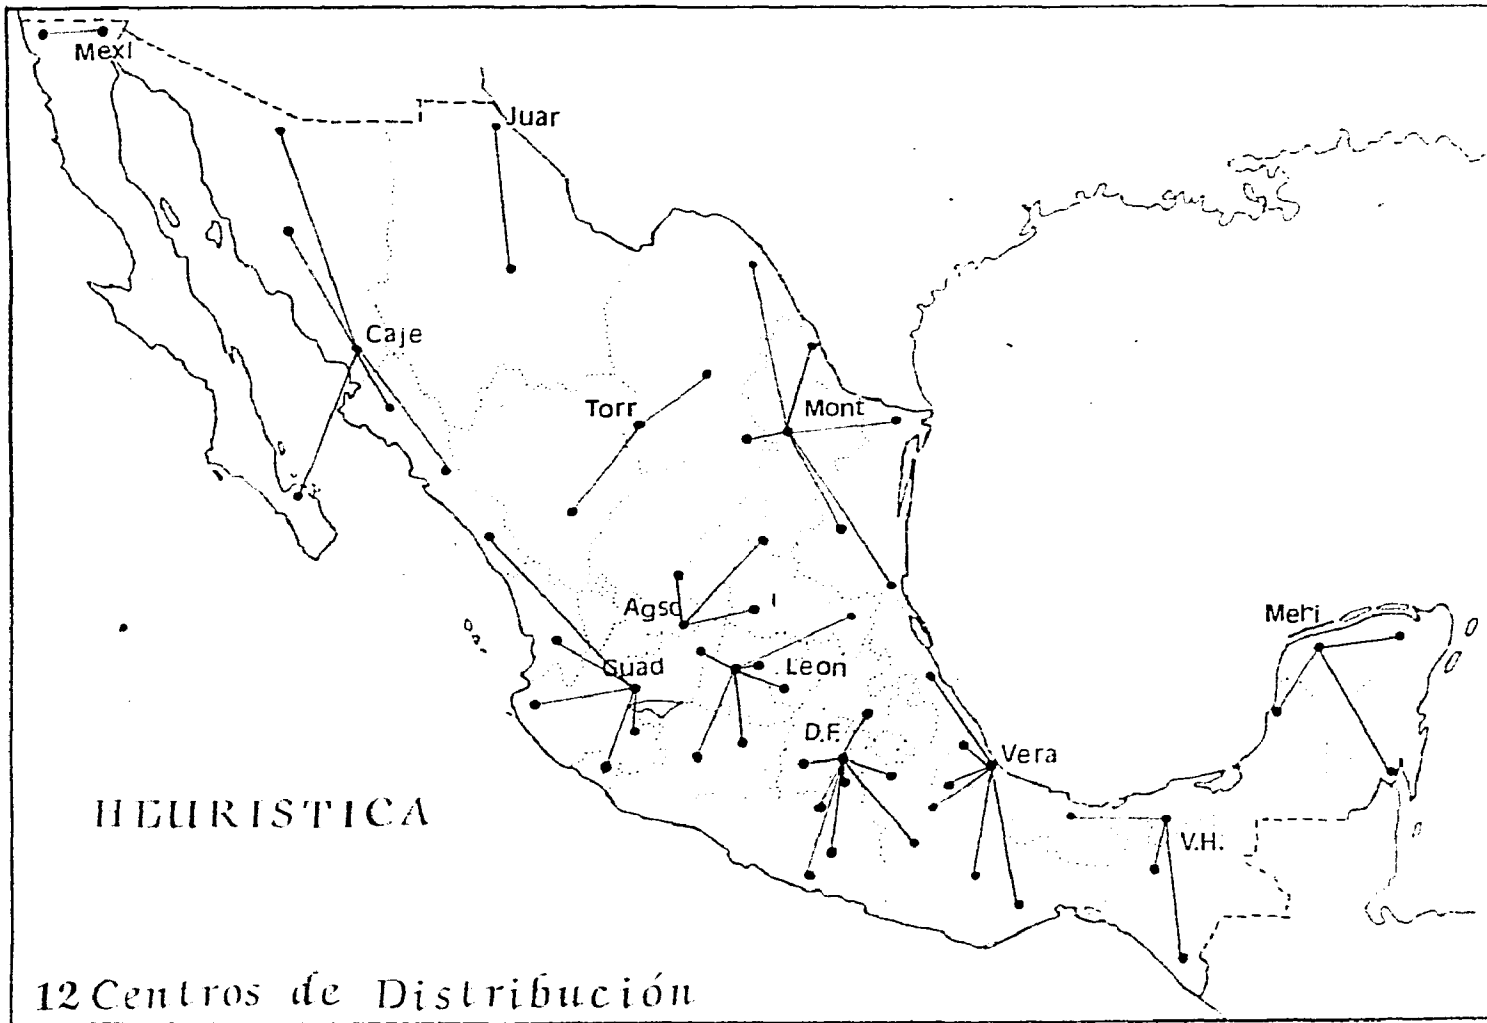 Mexl
Juar
Caje
Torr
Mont
Agsc
Guad
Leon
Meri
D.F.
Vera
V.H.
HEURISTICA
12 Centros de Distribución